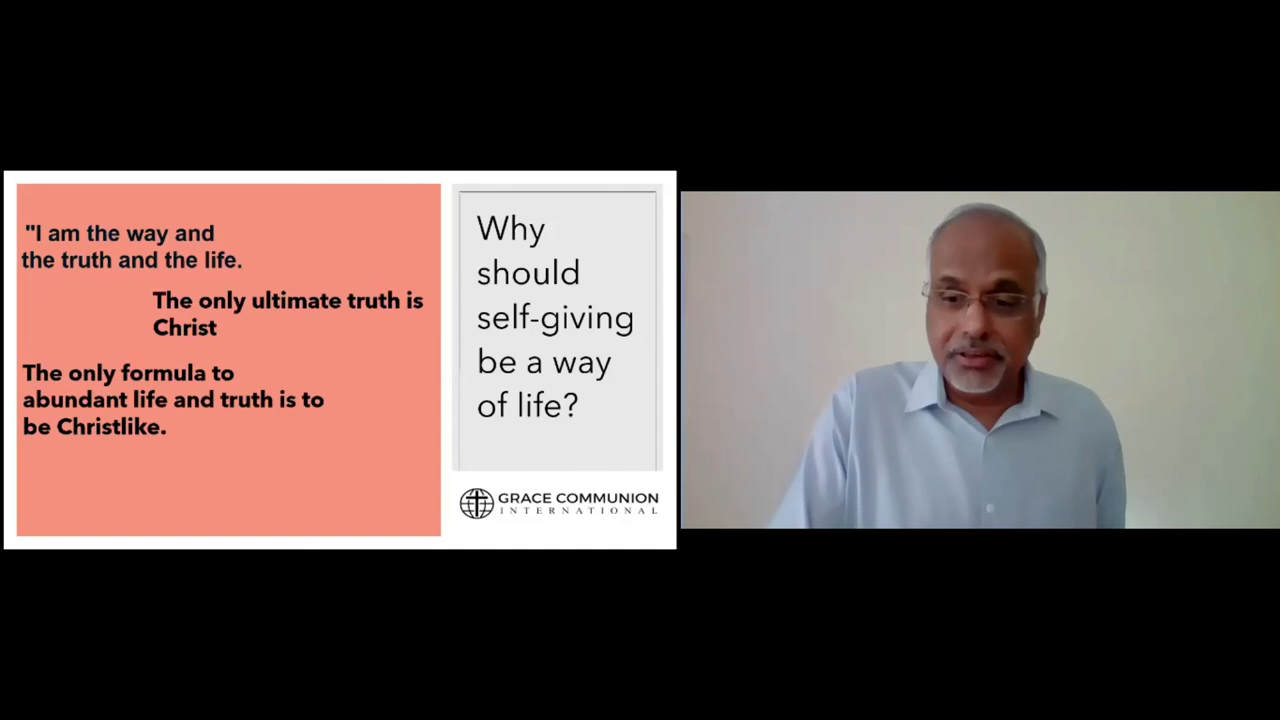 "I am the way and
the truth and the life.
The only ultimate truth is
Christ
The only formula to
abundant life and truth is to
be Christlike.
Why
should
self-giving
be a way
of life?
GRACE COMMUNION
INTERNATIONAL